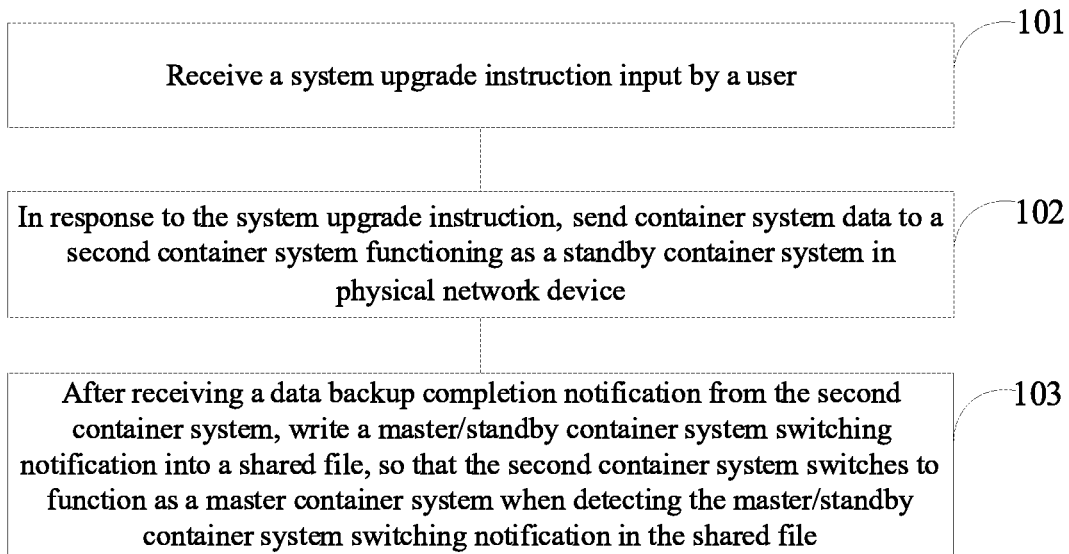 101
Receive a system upgrade instruction input by a user
102
In response to the system upgrade instruction, send container system data to a
second container system functioning as a standby container system in
physical network device
103
After receiving a data backup completion notification from the second
container system, write a master/standby container system switching
notification into a shared file, so that the second container system switches to
function as a master container system when detecting the master/standby
container system switching notification in the shared file